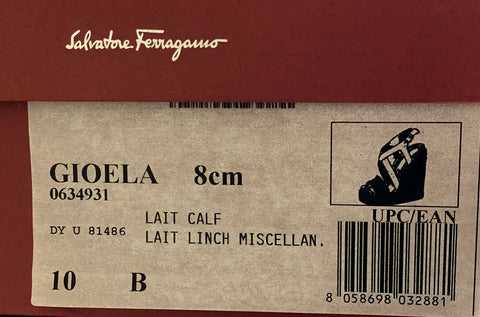 Salvatore Ferragamo
GIOELA 8cm
0634931
LAIT CALF
DY U 81486 LAIT LINCH MISCELLAN.
10 B
UPC/EAN
8 058698 032881